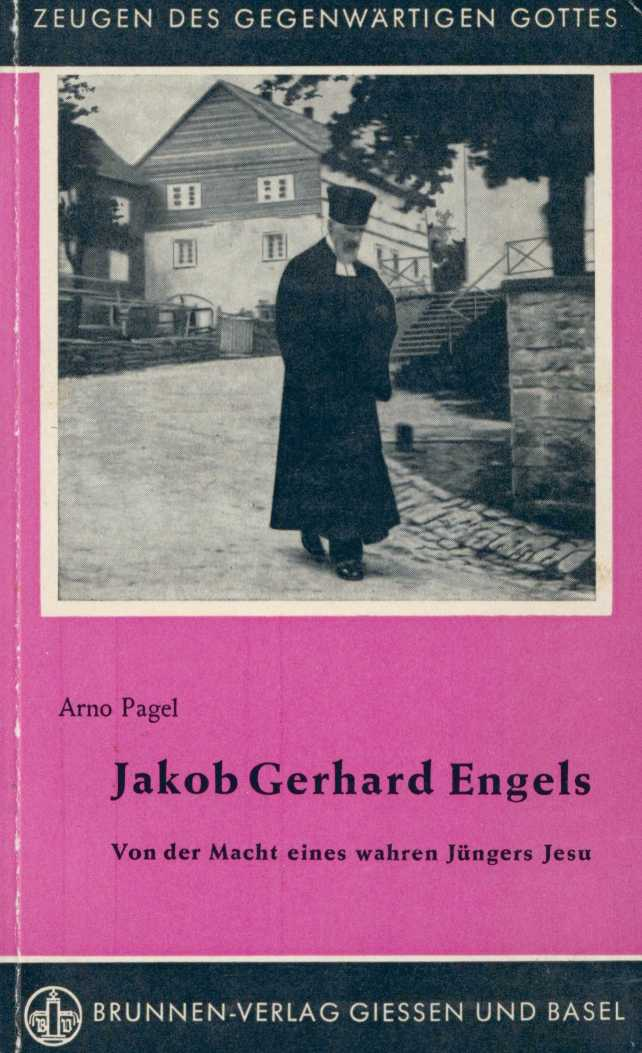 ZEUGEN DES GEGENWÄRTIGEN GOTTES
Arno Pagel
Jakob Gerhard Engels
Von der Macht eines wahren Jüngers Jesu
BRUNNEN-VERLAG GIESSEN UND BASEL